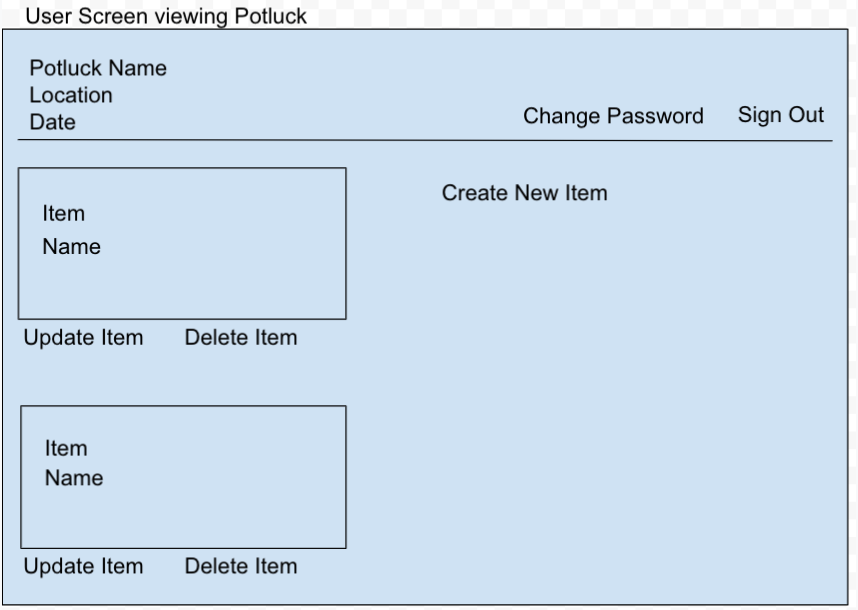 User Screen viewing Potluck
Potluck Name
Location
Date
Change Password
Sign Out
Create New Item
Item
Name
Update Item
Delete Item
Item
Name
Update Item
Delete Item